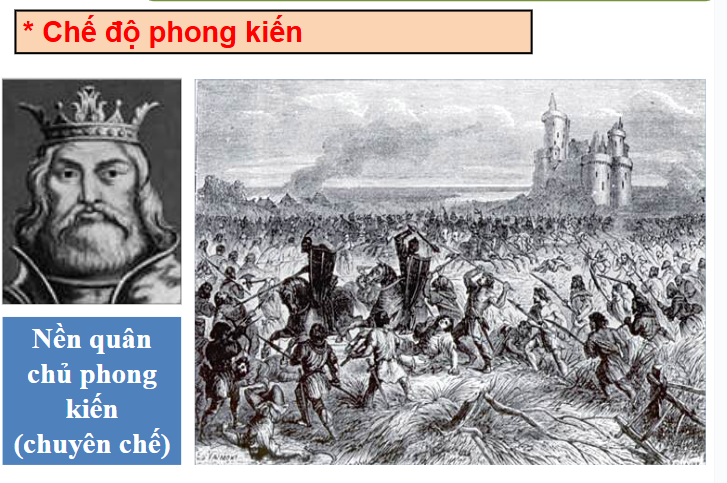 * Chế độ phong kiến
Nền quân
chủ phong
kiến
(chuyên chế)